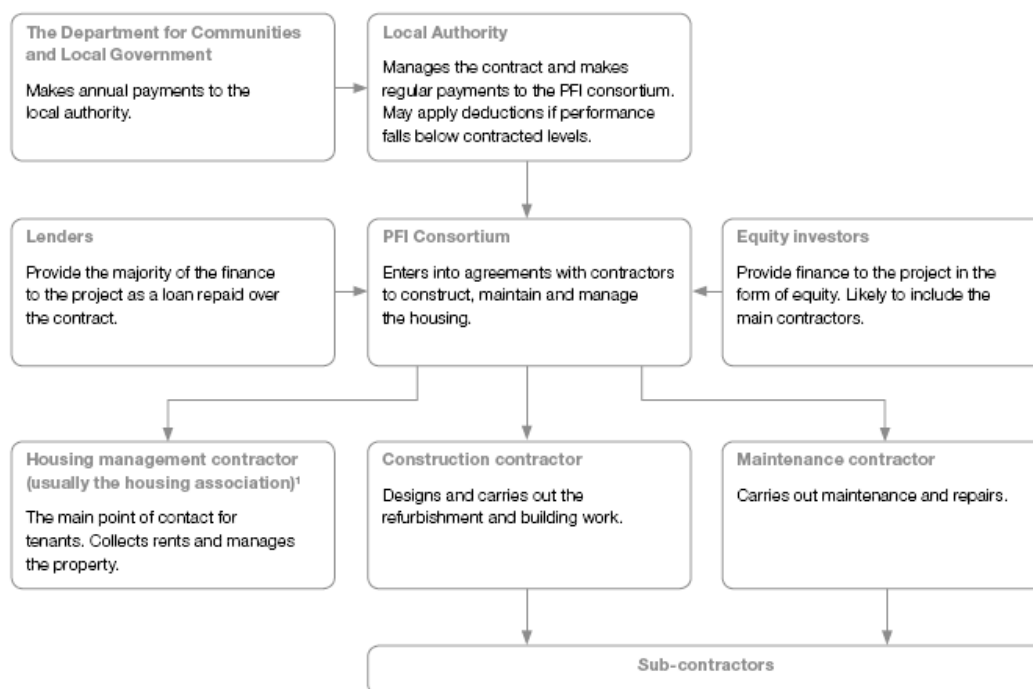 The Department for Communities
and Local Government
Makes annual payments to the
local authority.
Local Authority
Manages the contract and makes
regular payments to the PFI consortium.
May apply deductions if performance
falls below contracted levels.
Lenders
Provide the majority of the finance
to the project as a loan repaid over
the contract.
PFI Consortium
Enters into agreements with contractors
to construct, maintain and manage
the housing.
Equity investors
Provide finance to the project in the
form of equity. Likely to include the
main contractors.
Housing management contractor
(usually the housing association)¹
The main point of contact for
tenants. Collects rents and manages
the property.
Construction contractor
Designs and carries out the
refurbishment and building work.
Maintenance contractor
Carries out maintenance and repairs.
Sub-contractors